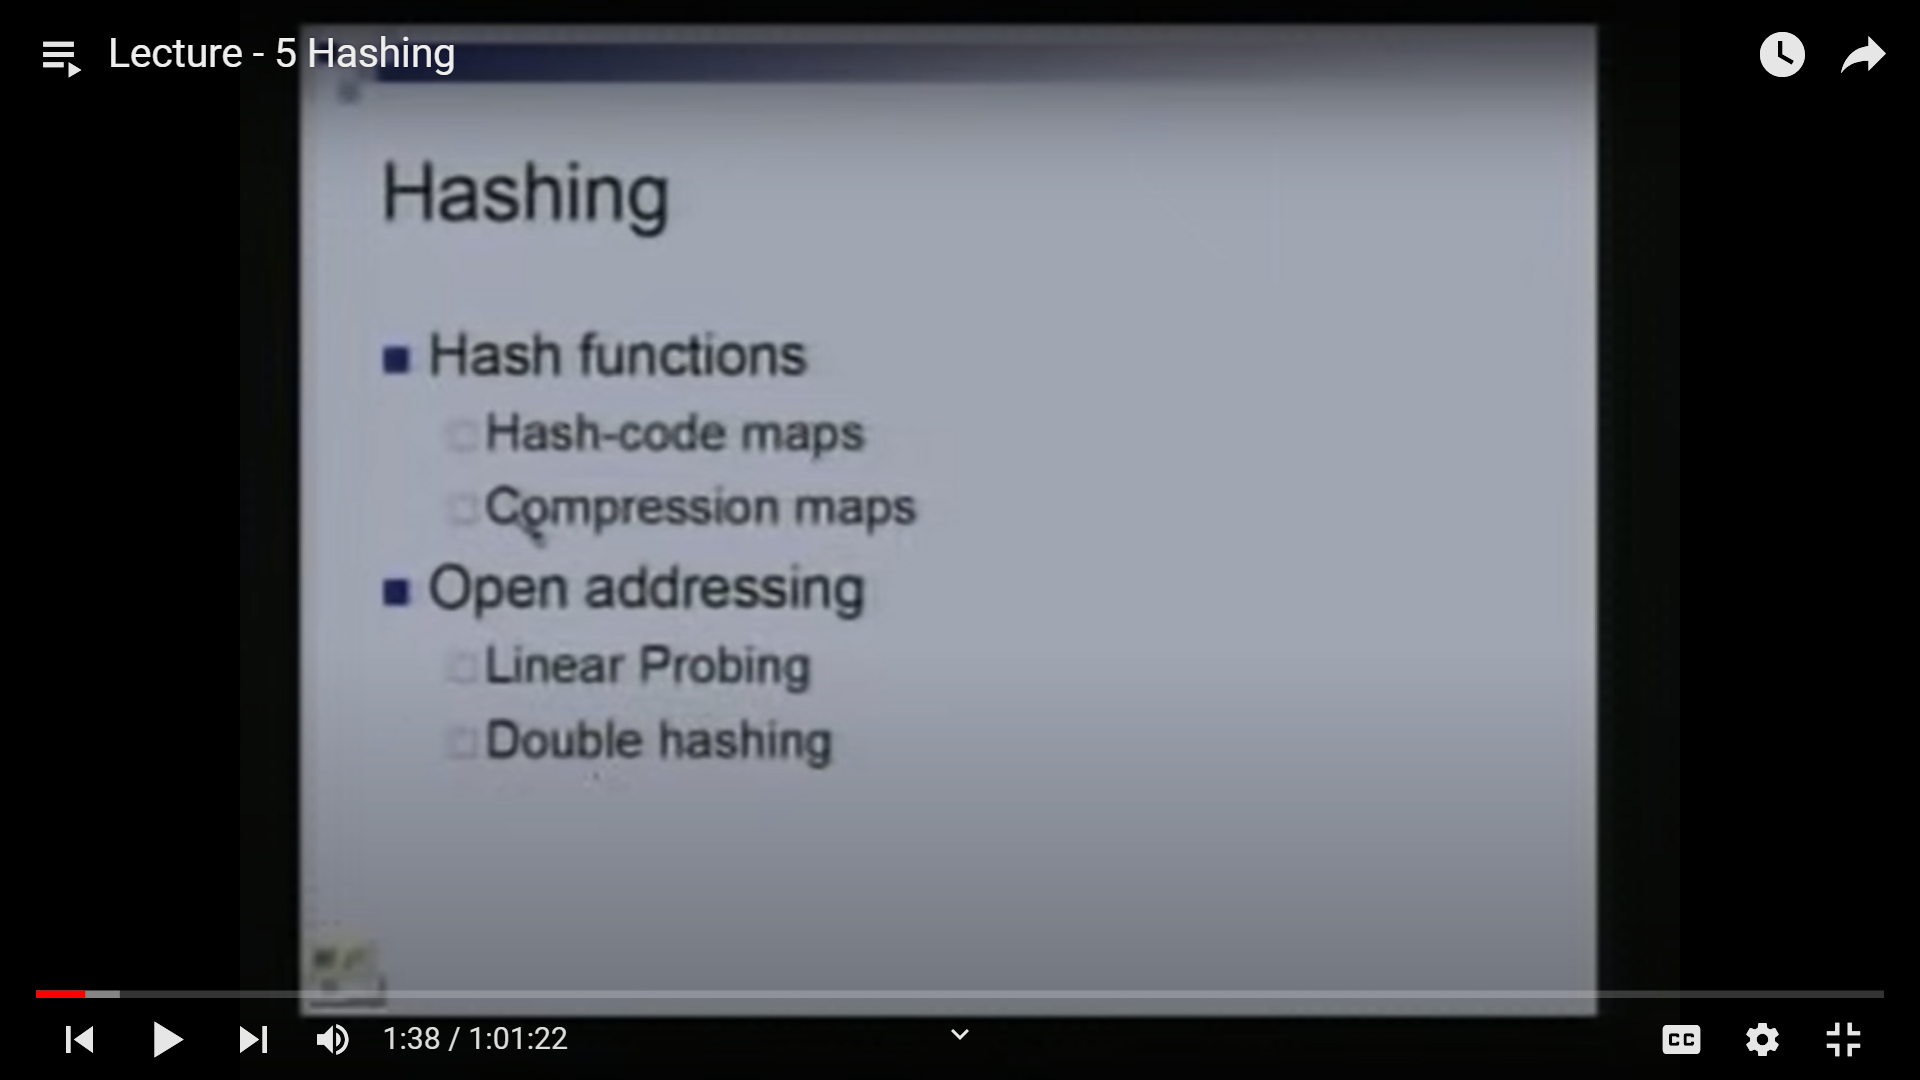 Lecture - 5 Hashing
Hashing
Hash functions
Hash-code maps
Compression maps
Open addressing
Linear Probing
Double hashing
1:38 / 1:01:22
CC